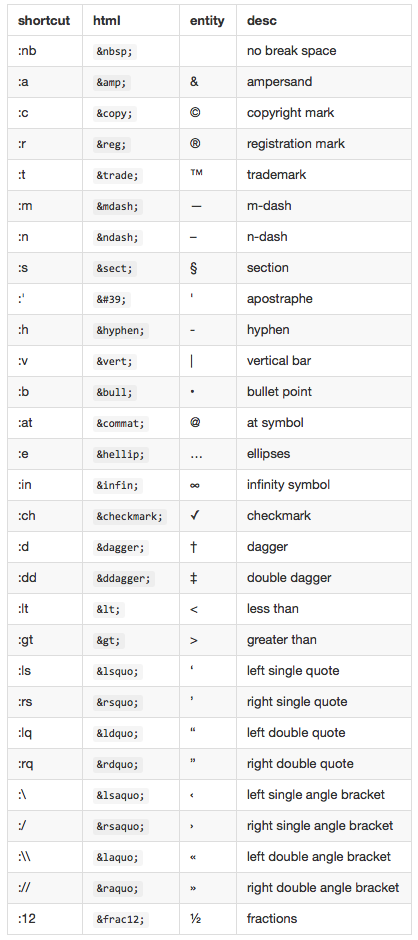 shortcut html entity desc
:nb &nbsp; no break space
:a &amp; & ampersand
:c &copy; © copyright mark
:r &reg; ® registration mark
:t &trade; ™ trademark
:m &mdash; — m-dash
:n &ndash; – n-dash
:s &sect; § section
:' &#39; ' apostraphe
:h &hyphen; ‐ hyphen
:v &vert; | vertical bar
:b &bull; • bullet point
:at &commat; @ at symbol
:e &hellip; … ellipses
:in &infin; ∞ infinity symbol
:ch &checkmark; ✓ checkmark
:d &dagger; † dagger
:dd &ddagger; ‡ double dagger
:lt &lt; < less than
:gt &gt; > greater than
:ls &lsquo; ‘ left single quote
:rs &rsquo; ’ right single quote
:lq &ldquo; “ left double quote
:rq &rdquo; ” right double quote
:\ &lsaquo; ‹ left single angle bracket
:/ &rsaquo; › right single angle bracket
:\\ &laquo; « left double angle bracket
:// &raquo; » right double angle bracket
:12 &frac12; ½ fractions